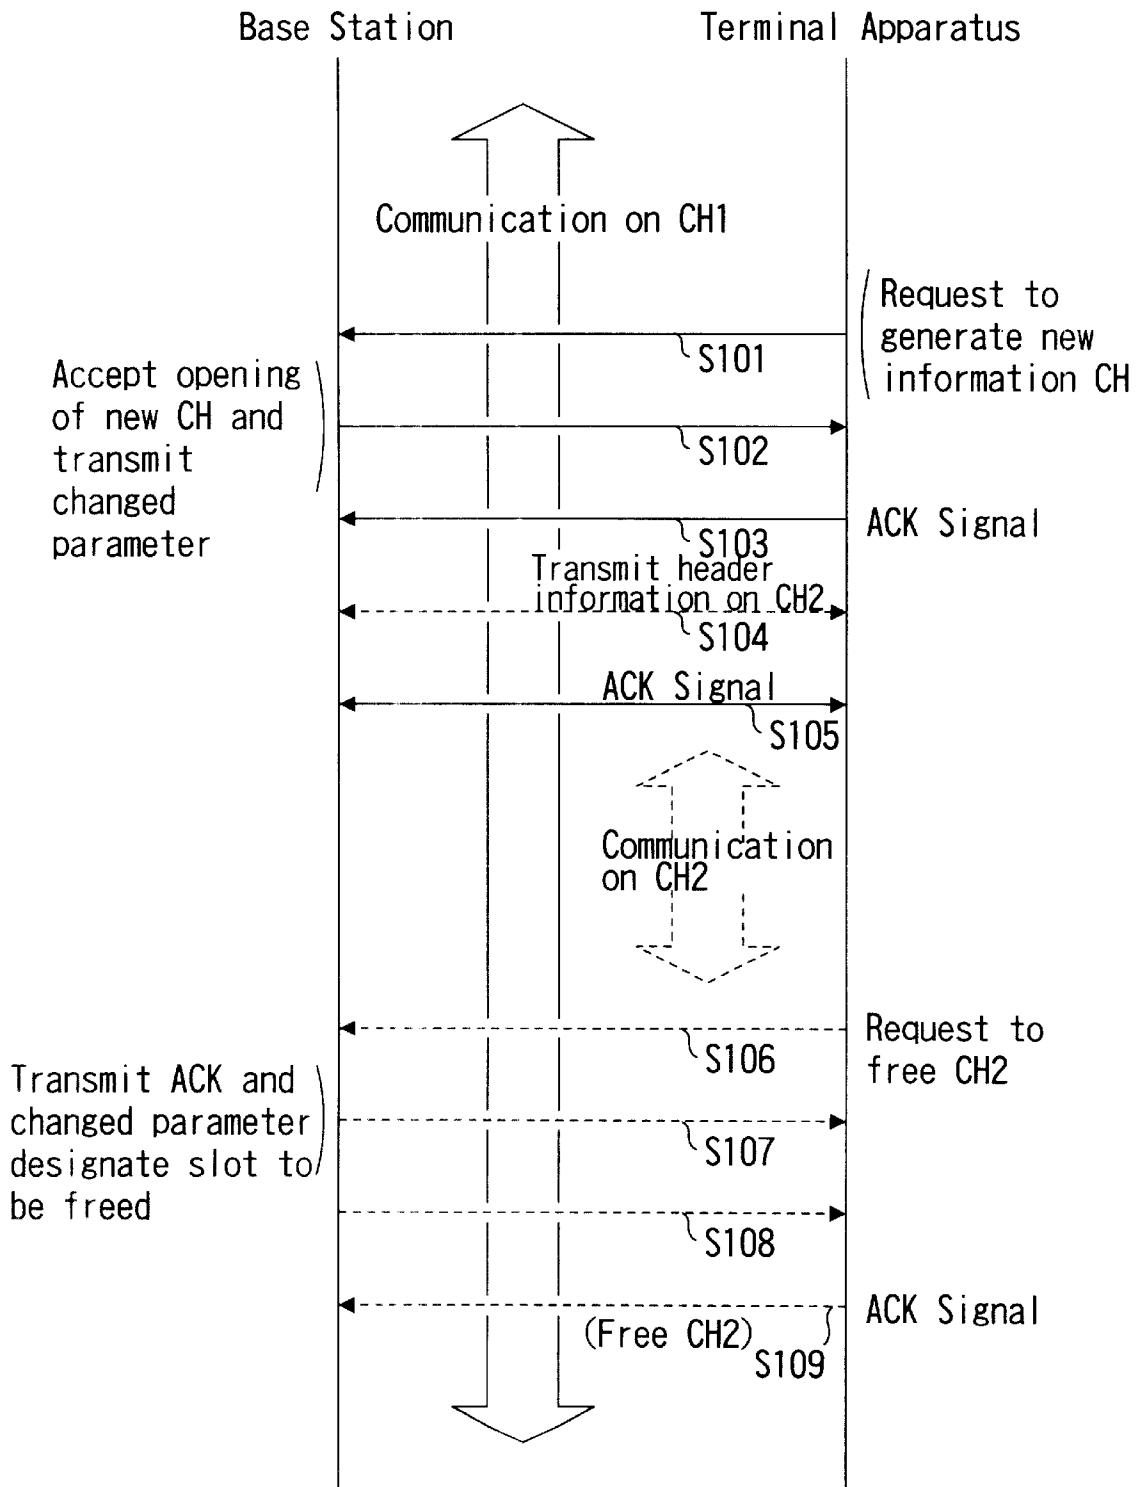 Base Station
Terminal Apparatus
Communication on CH1
Request to
generate new
information CH
S101
Accept opening
of new CH and
transmit
changed
parameter
S102
ACK Signal
S103
Transmit header
information on CH2
S104
ACK Signal
S105
Communication
on CH2
Request to
free CH2
S106
Transmit ACK and
changed parameter
designate slot to
be freed
S107
S108
ACK Signal
(Free CH2)
S109